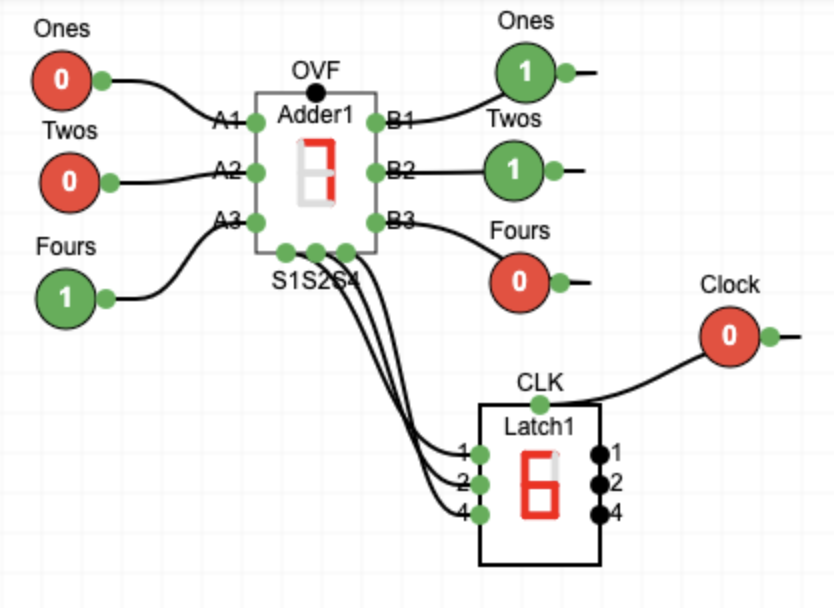 Ones
0
Twos
0
Fours
1
OVF
Adder1
7
A1
A2
A3
B1
B2
B3
S1S2S4
Ones
1
Twos
1
Fours
0
Clock
0
CLK
Latch1
6
1
2
4
1
2
4